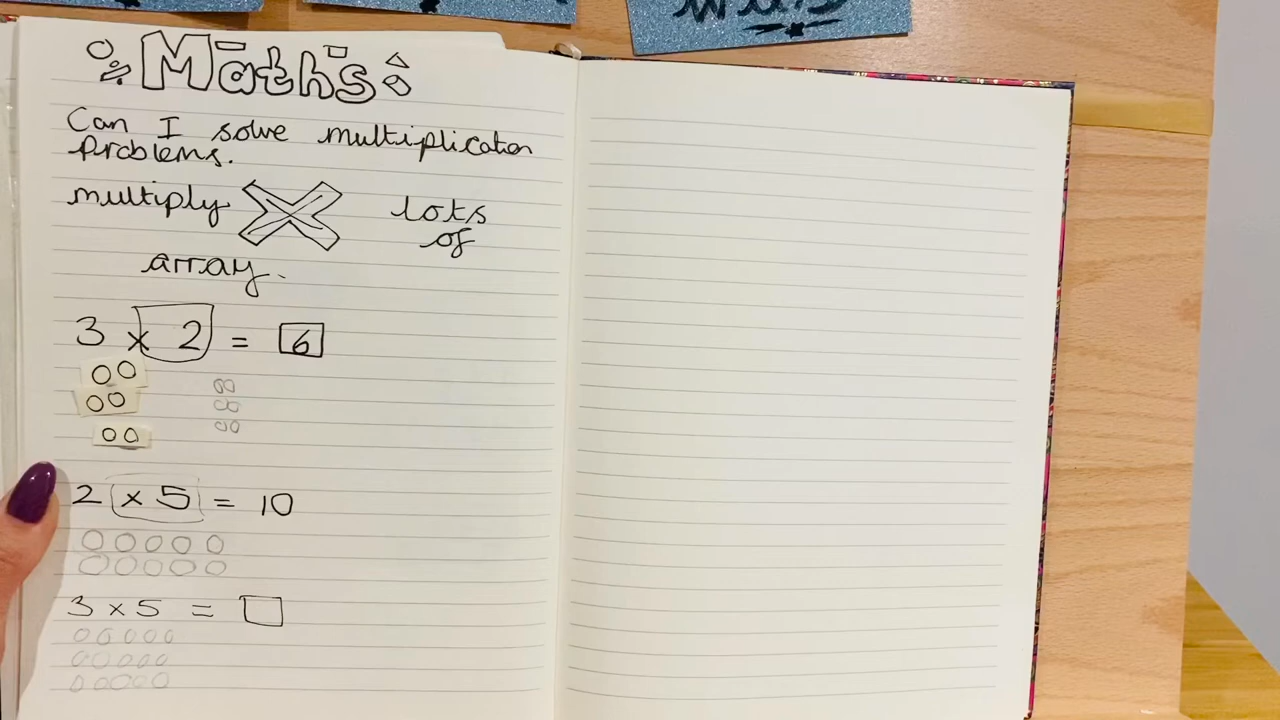 Maths
Can I solve multiplication
Problems.
multiply × lots
of
array.
3 × 2 = 6
2 × 5 = 10
3 × 5 =